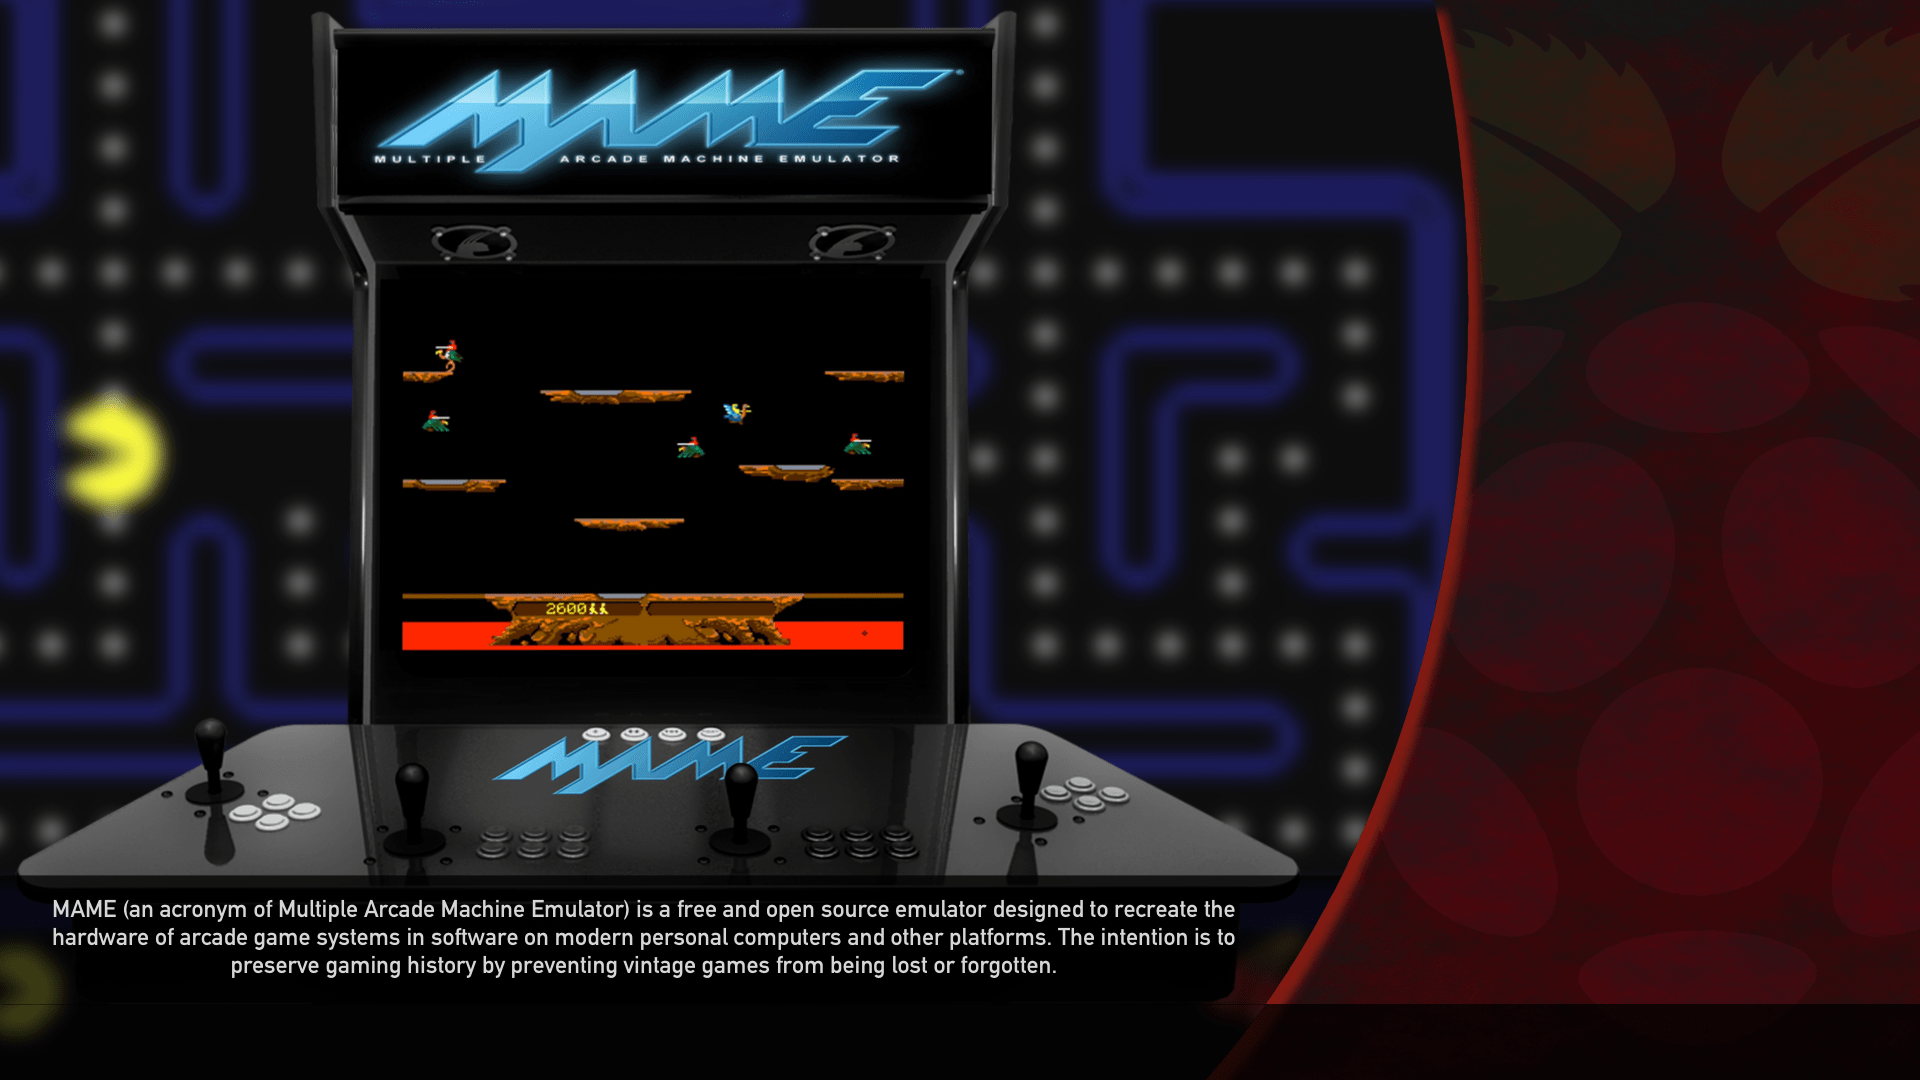 MAME
MULTIPLE ARCADE MACHINE EMULATOR
2600
MAME
MAME (an acronym of Multiple Arcade Machine Emulator) is a free and open source emulator designed to recreate the
hardware of arcade game systems in software on modern personal computers and other platforms. The intention is to
preserve gaming history by preventing vintage games from being lost or forgotten.